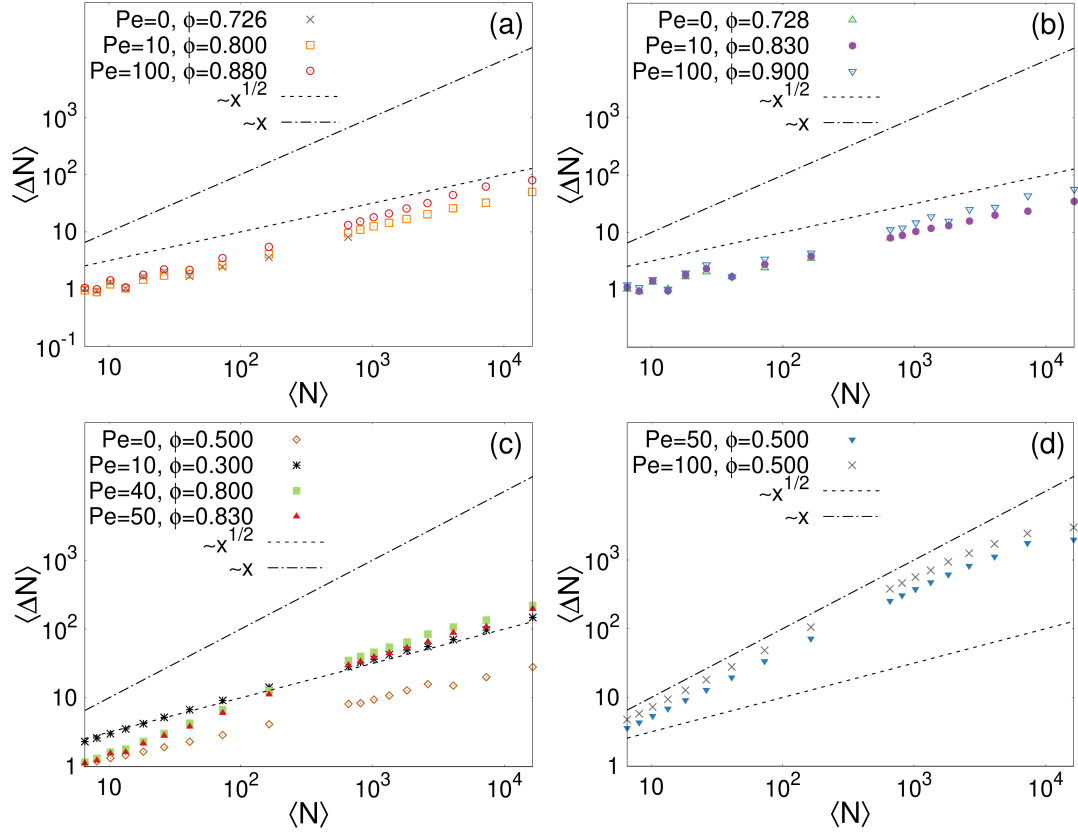 (a)
Pe=0, ϕ=0.726
Pe=10, ϕ=0.800
Pe=100, ϕ=0.880
~x^1/2
~x
10^3
10^2
10
1
10^-1
⟨ΔN⟩
10
10^2
10^3
10^4
⟨N⟩
(b)
Pe=0, ϕ=0.728
Pe=10, ϕ=0.830
Pe=100, ϕ=0.900
~x^1/2
~x
10^3
10^2
10
1
⟨ΔN⟩
10
10^2
10^3
10^4
⟨N⟩
(c)
Pe=0, ϕ=0.500
Pe=10, ϕ=0.300
Pe=40, ϕ=0.800
Pe=50, ϕ=0.830
~x^1/2
~x
10^3
10^2
10
1
⟨ΔN⟩
10
10^2
10^3
10^4
⟨N⟩
(d)
Pe=50, ϕ=0.500
Pe=100, ϕ=0.500
~x^1/2
~x
10^3
10^2
10
1
⟨ΔN⟩
10
10^2
10^3
10^4
⟨N⟩